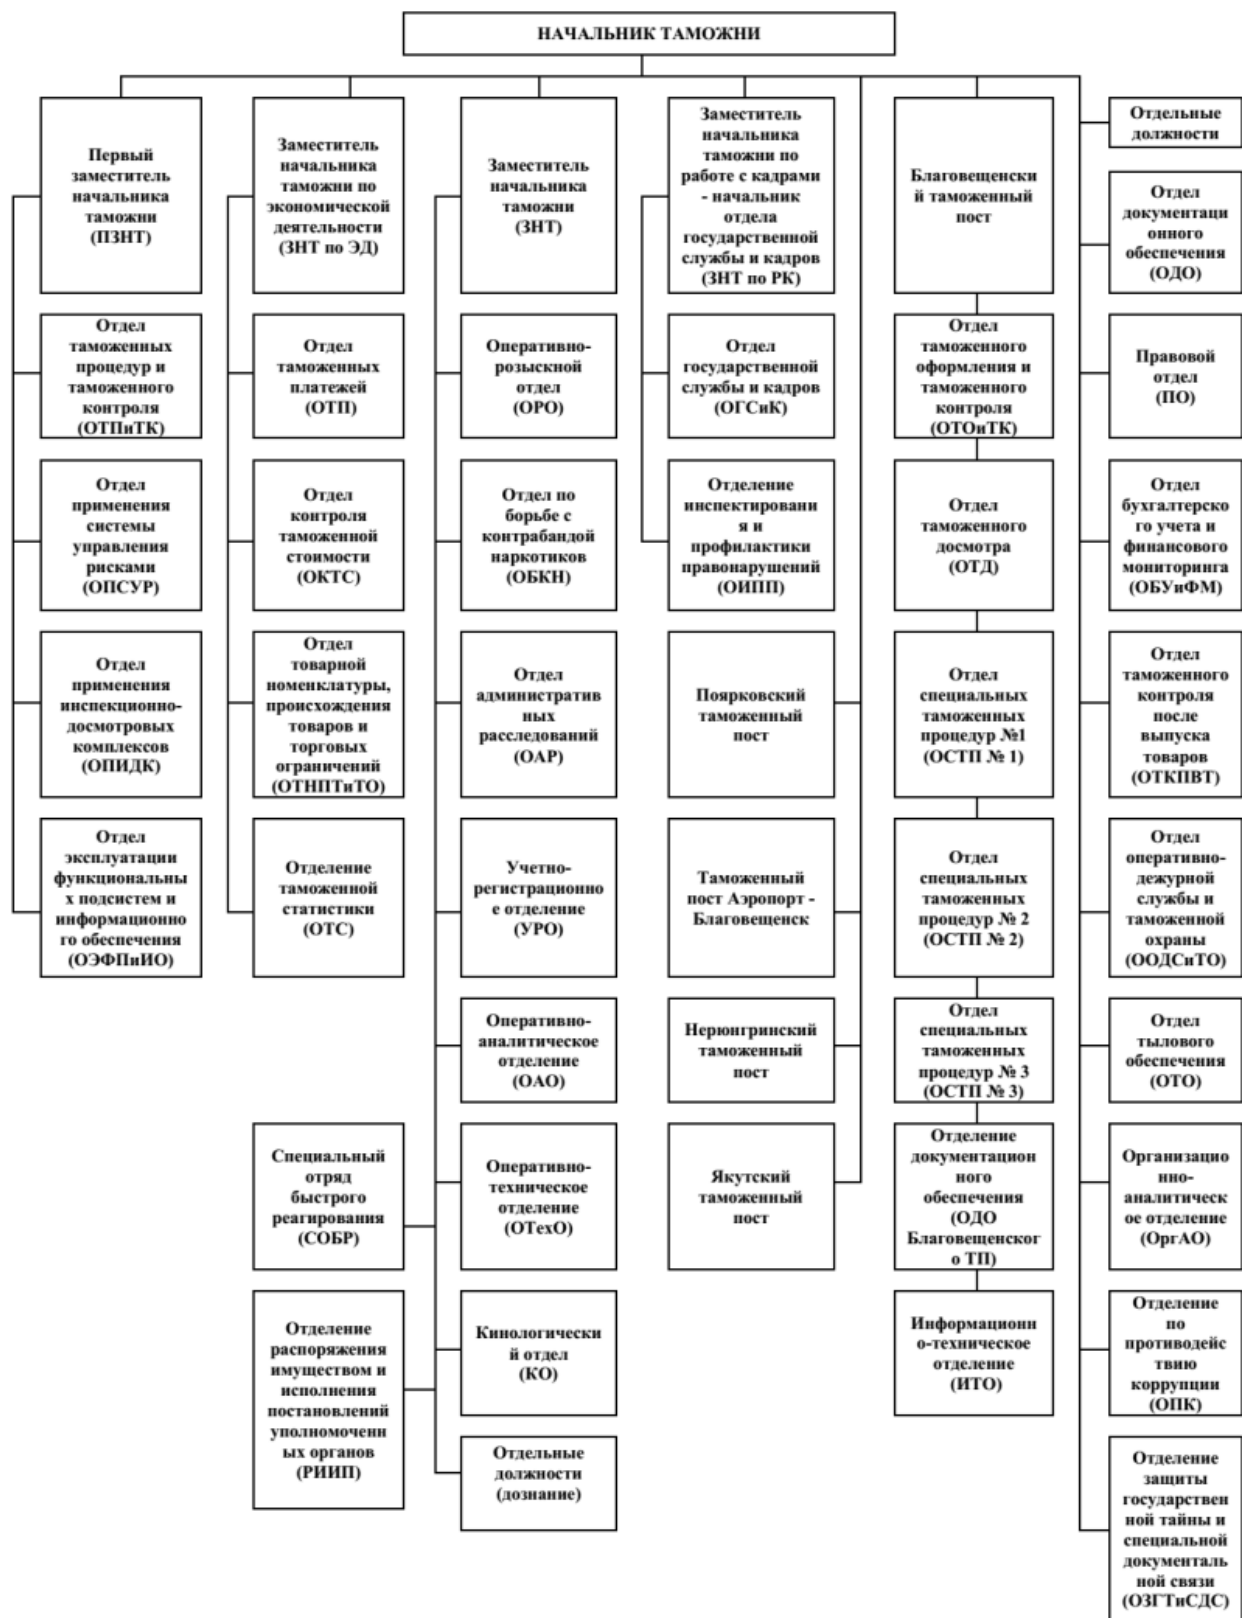 НАЧАЛЬНИК ТАМОЖНИ
Первый
заместитель
начальника
таможни
(ПЗНТ)
Отдел
таможенных
процедур и
таможенного
контроля
(ОТПиТК)
Отдел
применения
системы
управления
рисками
(ОПСУР)
Отдел
применения
инспекционно-
досмотровых
комплексов
(ОПИДК)
Отдел
эксплуатации
функциональны
х подсистем и
информационно
го обеспечения
(ОЭФПиИО)
Заместитель
начальника
таможни по
экономической
деятельности
(ЗНТ по ЭД)
Отдел
таможенных
платежей
(ОТП)
Отдел
контроля
таможенной
стоимости
(ОКТС)
Отдел
товарной
номенклатуры,
происхождения
товаров и
торговых
ограничений
(ОТНПТиТО)
Отделение
таможенной
статистики
(ОТС)
Заместитель
начальника
таможни
(ЗНТ)
Оперативно-
розыскной
отдел
(ОРО)
Отдел по
борьбе с
контрабандой
наркотиков
(ОБКН)
Отдел
административ
ных
расследований
(ОАР)
Учетно-
регистрационно
е отделение
(УРО)
Оперативно-
аналитическое
отделение
(ОАО)
Специальный
отряд
быстрого
реагирования
(СОБР)
Оперативно-
техническое
отделение
(ОТехО)
Отделение
распоряжения
имуществом и
исполнения
постановлений
уполномоченн
ых органов
(РИИП)
Кинологически
й отдел
(КО)
Отдельные
должности
(дознание)
Заместитель
начальника
таможни по
работе с кадрами
- начальник
отдела
государственной
службы и кадров
(ЗНТ по РК)
Отдел
государственной
службы и кадров
(ОГСиК)
Отделение
инспектировани
я и
профилактики
правонарушений
(ОИПП)
Поярковский
таможенный
пост
Таможенный
пост Аэропорт -
Благовещенск
Нерюнгринский
таможенный
пост
Якутский
таможенный
пост
Благовещенски
й таможенный
пост
Отдел
таможенного
оформления и
таможенного
контроля
(ОТОиТК)
Отдел
таможенного
досмотра
(ОТД)
Отдел
специальных
таможенных
процедур №1
(ОСТП № 1)
Отдел
специальных
таможенных
процедур № 2
(ОСТП № 2)
Отдел
специальных
таможенных
процедур № 3
(ОСТП № 3)
Отделение
документацион
ного
обеспечения
(ОДО
Благовещенског
о ТП)
Информационн
о-техническое
отделение
(ИТО)
Отдельные
должности
Отдел
документаци
онного
обеспечения
(ОДО)
Правовой
отдел
(ПО)
Отдел
бухгалтерско
го учета и
финансового
мониторинга
(ОБУиФМ)
Отдел
таможенного
контроля
после
выпуска
товаров
(ОТКПВТ)
Отдел
оперативно-
дежурной
службы и
таможенной
охраны
(ООДСиТО)
Отдел
тылового
обеспечения
(ОТО)
Организацио
нно-
аналитическ
ое отделение
(ОргАО)
Отделение
по
противодейс
твию
коррупции
(ОПК)
Отделение
защиты
государствен
ной тайны и
специальной
документаль
ной связи
(ОЗГТиСДС)